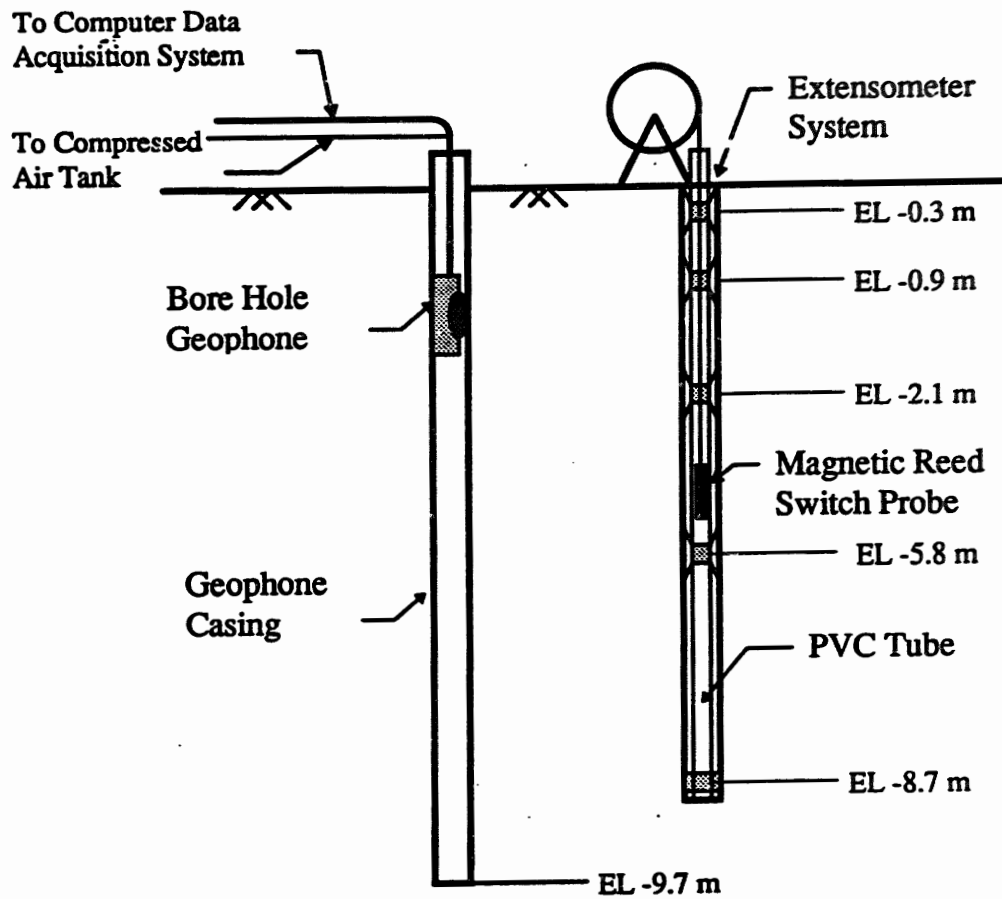 To Computer Data
Acquisition System
To Compressed
Air Tank
Extensometer
System
EL -0.3 m
EL -0.9 m
Bore Hole
Geophone
EL -2.1 m
Magnetic Reed
Switch Probe
EL -5.8 m
Geophone
Casing
PVC Tube
EL -8.7 m
EL -9.7 m